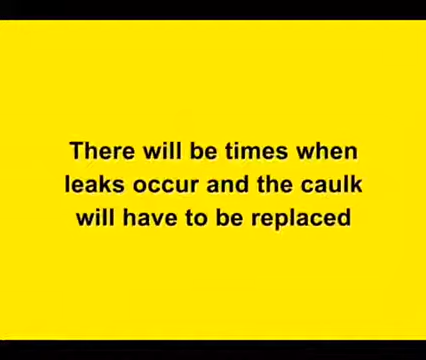 There will be times when
leaks occur and the caulk
will have to be replaced